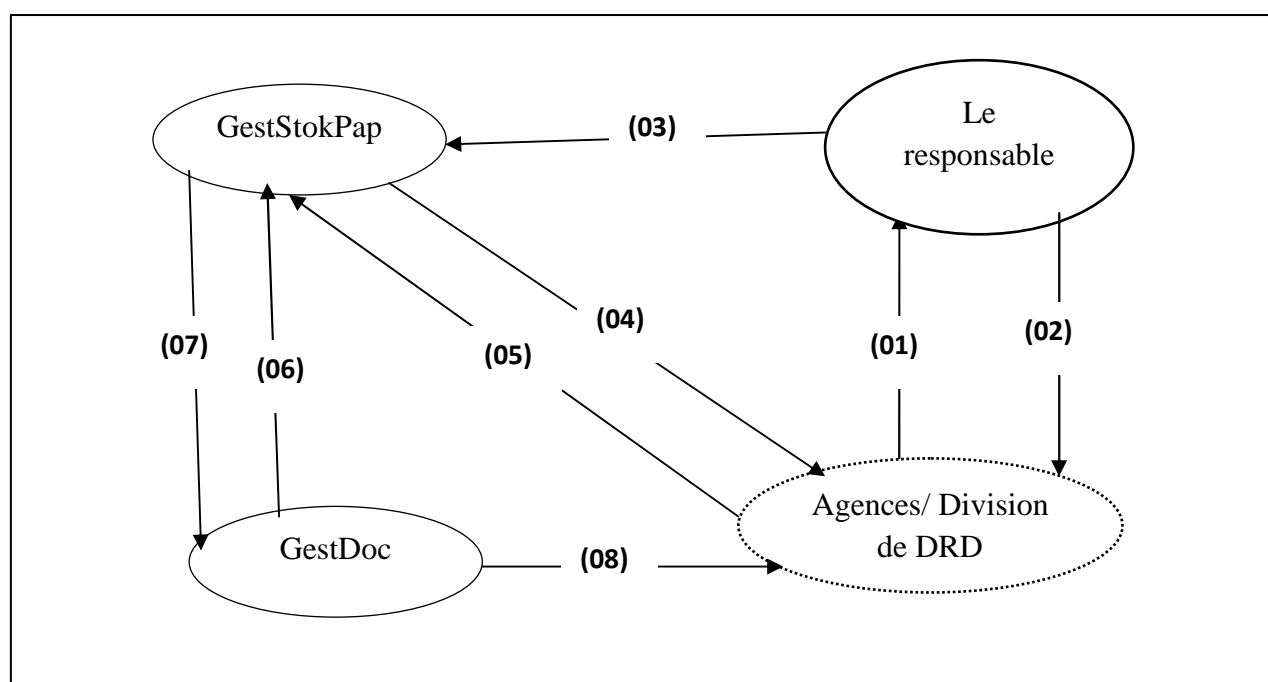 GestStokPap
(03)
Le
responsable
(04)
(07)
(05)
(01)
(02)
(06)
Agences/ Division
de DRD
GestDoc
(08)